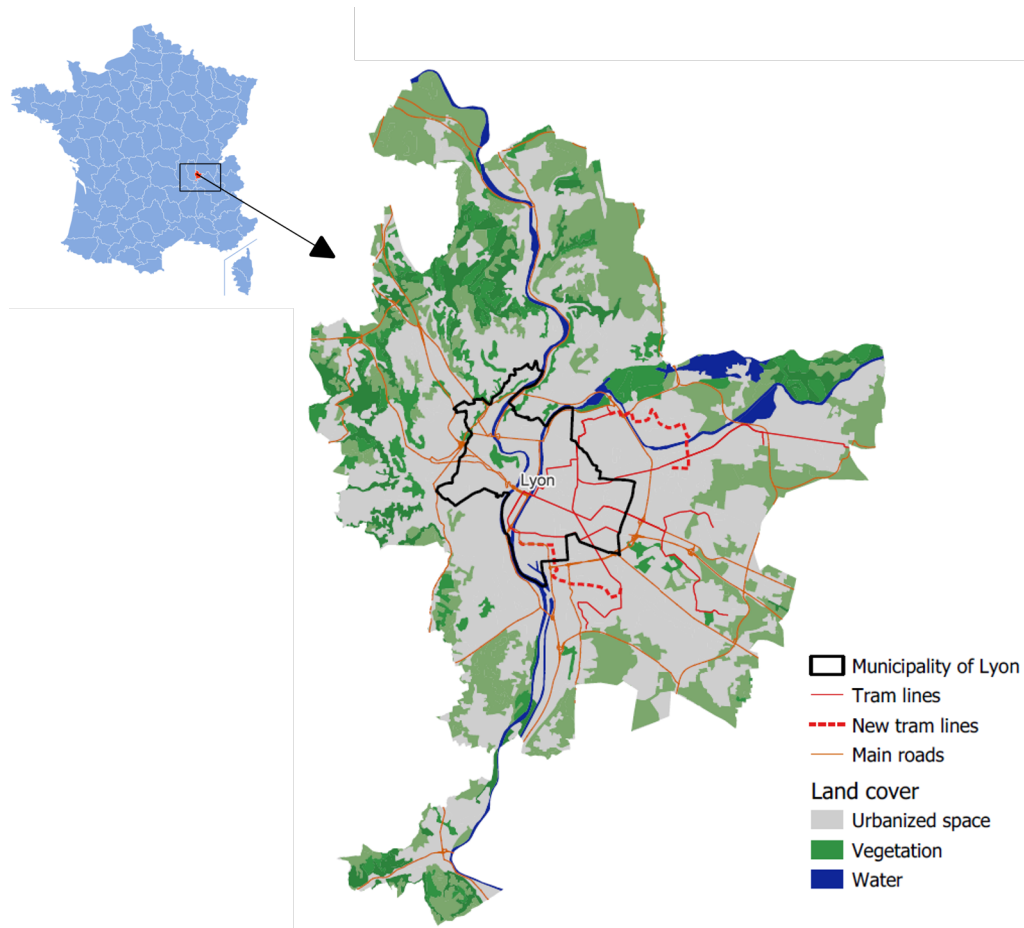 Lyon
Municipality of Lyon
Tram lines
New tram lines
Main roads
Land cover
Urbanized space
Vegetation
Water